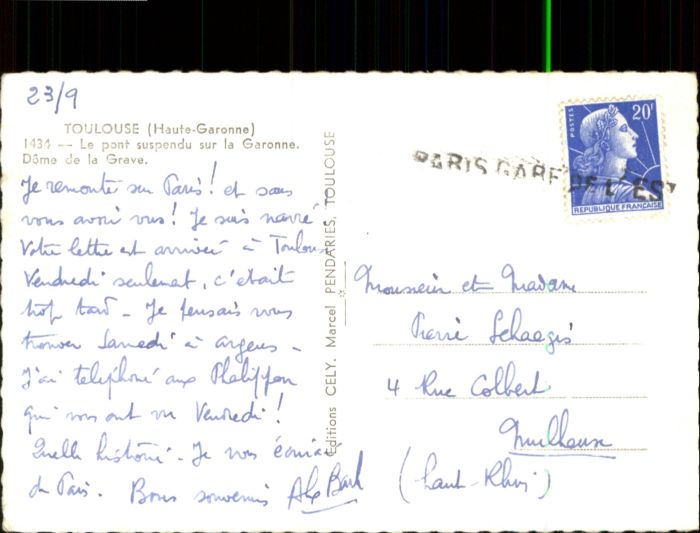 23/9
TOULOUSE (Haute-Garonne)
1434 — Le pont suspendu sur la Garonne.
Dôme de la Grave.
Je remonte sur Paris ! et sans
vous avoir vus ! Je suis navré
Votre lettre est arrivée à Toulouse
Vendredi seulemat, c'était
trop tard - Je pensais vous
trouver Samedi à
J'ai telephoné aux
qui vous ont vu Vendredi !
Quelle histoire - Je vous écrirai
de Paris. Bons souvenirs
Editions CELY, Marcel PENDARIES, TOULOUSE
PARIS GARE DE L'EST
POSTES
20F
REPUBLIQUE FRANÇAISE
Monsieur et Madame
Pierre
4 Rue Colbert
Mulhouse
(haut-Rhin)